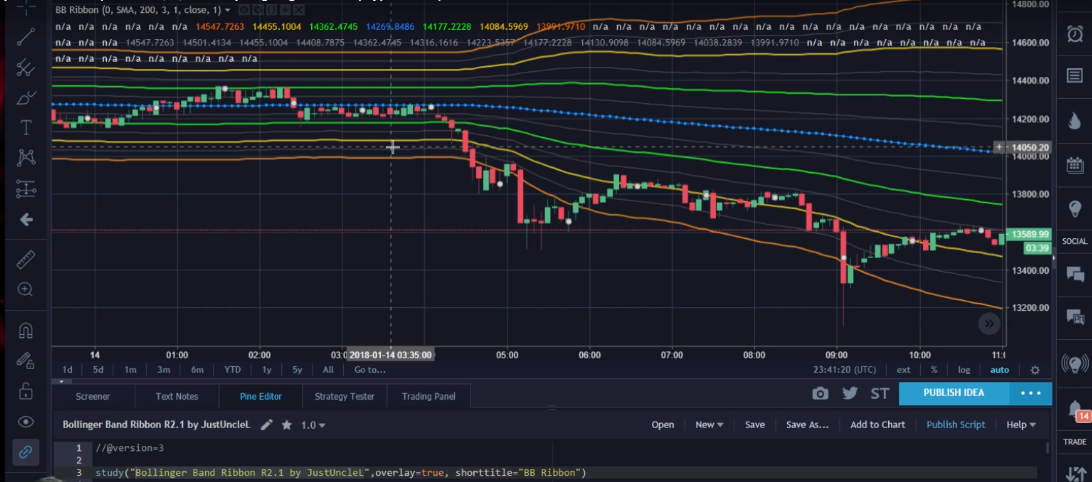 BB Ribbon (0, SMA, 200, 3, 1, close, 1)
n/a n/a n/a n/a n/a n/a 14547.7263 14455.1004 14362.4745 14269.8486 14177.2228 14084.5969 13991.9710 n/a n/a n/a n/a n/a n/a n/a n/a n/a
n/a n/a n/a 14547.7263 14501.4134 14455.1004 14408.7875 14362.4745 14316.1616 14223.5357 14177.2228 14130.9098 14084.5969 14038.2839 13991.9710 n/a n/a n/a n/a n/a n/a
n/a n/a n/a n/a n/a n/a n/a n/a n/a
14800.00
14600.00
14400.00
14200.00
14050.20
14000.00
13800.00
13589.99
03:39
13400.00
13200.00
14 01:00 02:00 2018-01-14 03:35:00 05:00 06:00 07:00 08:00 09:00 10:00
1d 5d 1m 3m 6m YTD 1y 5y All Go to... 23:41:20 (UTC) ext % log auto
SOCIAL
14
TRADE
Screener Text Notes Pine Editor Strategy Tester Trading Panel ST PUBLISH IDEA
Bollinger Band Ribbon R2.1 by JustUncleL 1.0 Open New Save Save As... Add to Chart Publish Script Help
1 //@version=3
2
3 study("Bollinger Band Ribbon R2.1 by JustUncleL",overlay=true, shorttitle="BB Ribbon")